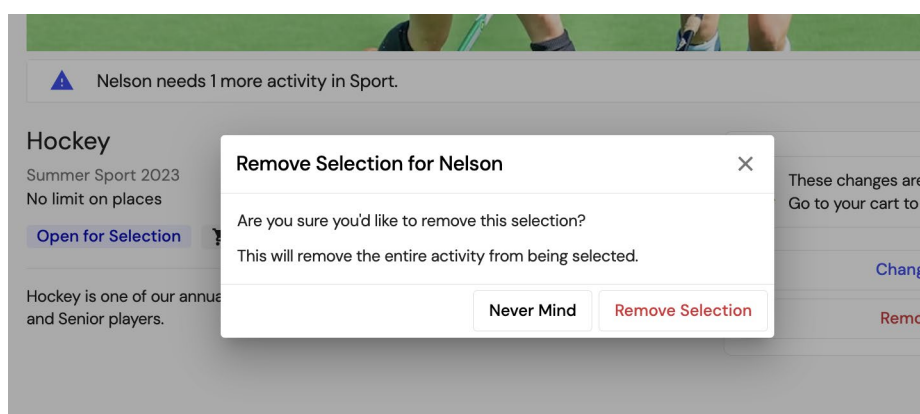 Nelson needs 1 more activity in Sport.
Hockey
Summer Sport 2023
No limit on places
Open for Selection
Hockey is one of our annua
and Senior players.
Remove Selection for Nelson
Are you sure you'd like to remove this selection?
This will remove the entire activity from being selected.
Never Mind
Remove Selection
These changes are
Go to your cart to
Chang
Remo